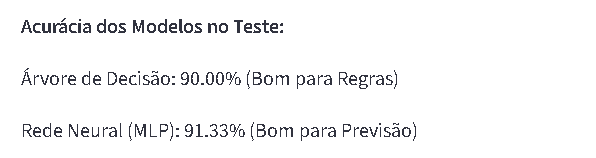 Acurácia dos Modelos no Teste:
Árvore de Decisão: 90.00% (Bom para Regras)
Rede Neural (MLP): 91.33% (Bom para Previsão)